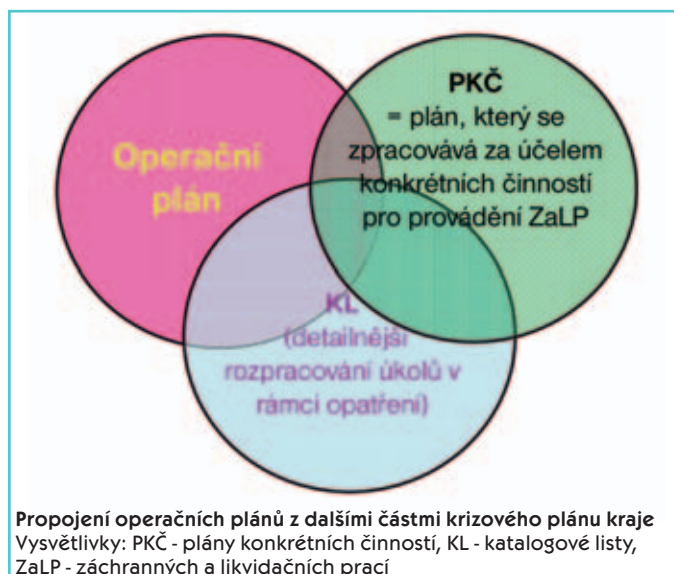 Operační
plán
PKČ
= plán, který se
zpracovává za účelem
konkrétních činností
pro provádění ZaLP
KL
(detailnější
rozpracování úkolů v
rámci opatření)
Propojení operačních plánů z dalšími částmi krizového plánu kraje
Vysvětlivky: PKČ - plány konkrétních činností, KL - katalogové listy,
ZaLP - záchranných a likvidačních prací